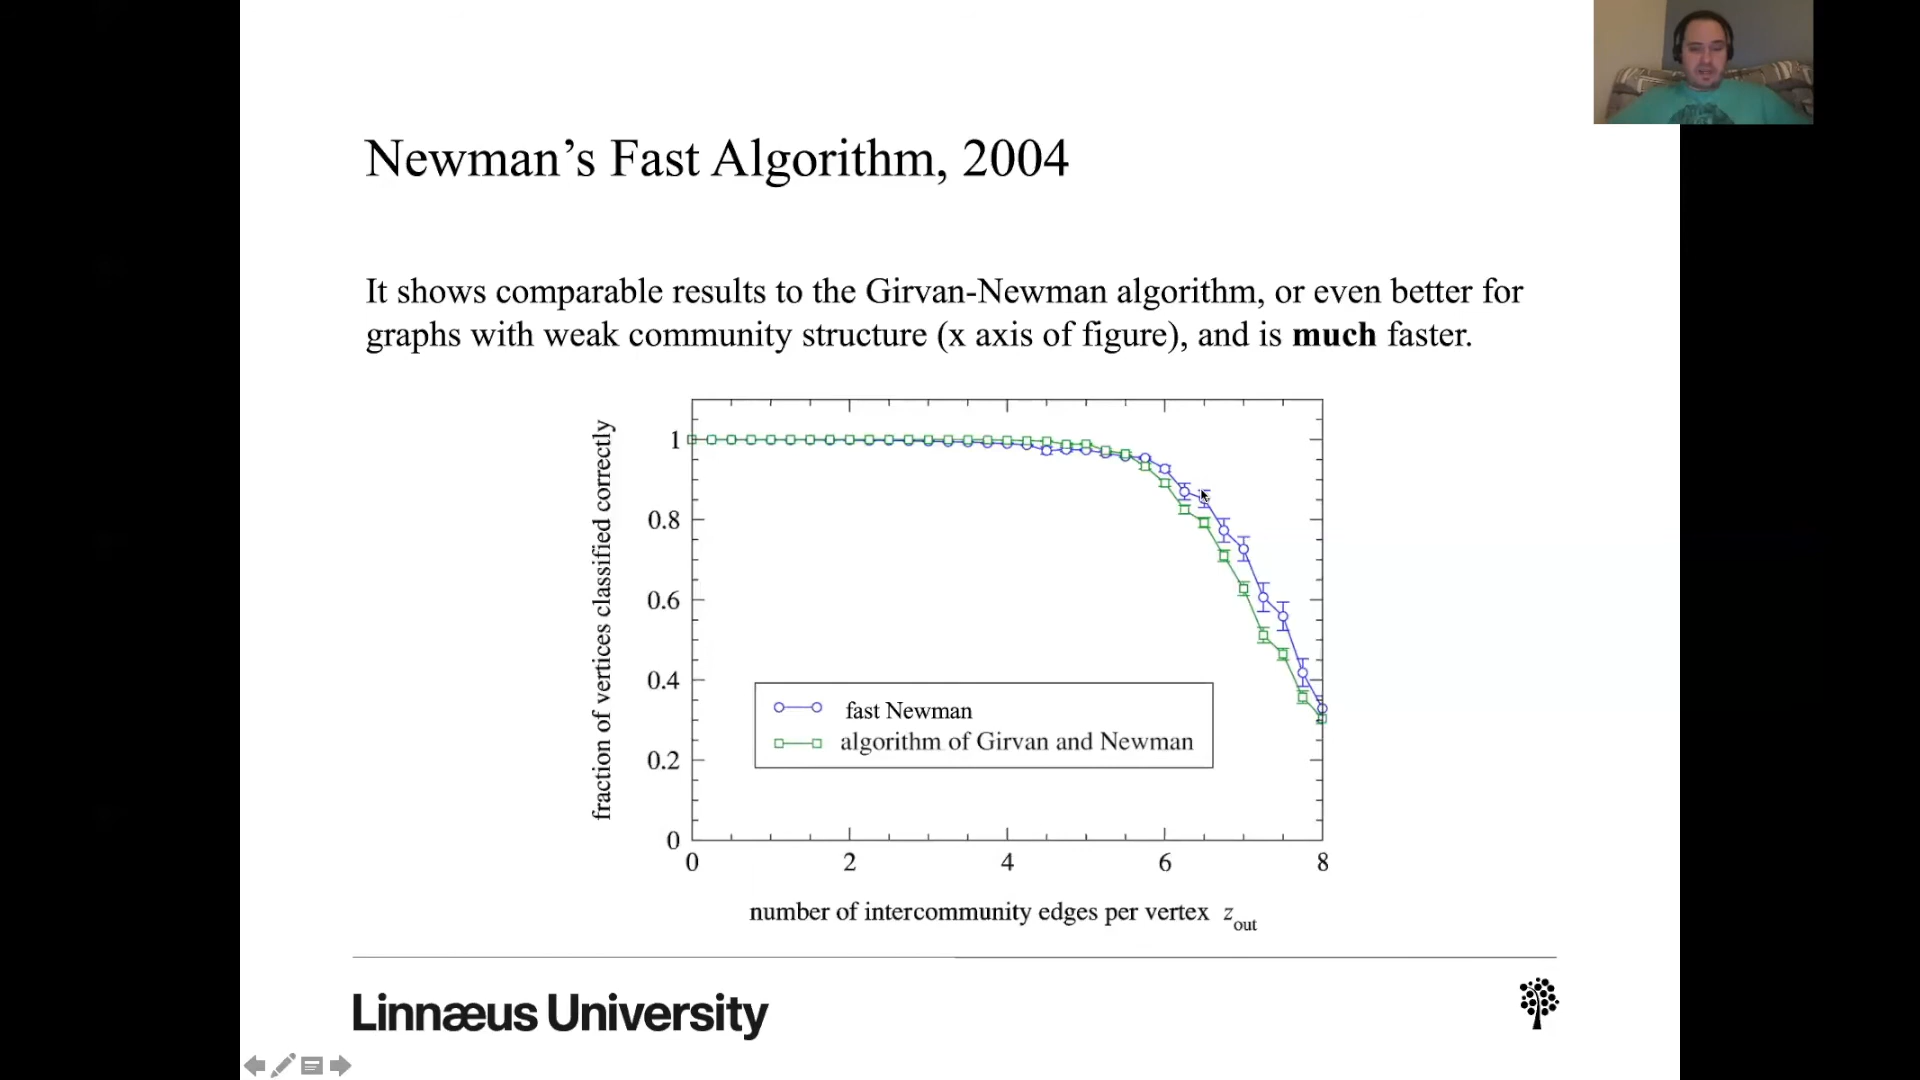 Newman’s Fast Algorithm, 2004
It shows comparable results to the Girvan-Newman algorithm, or even better for
graphs with weak community structure (x axis of figure), and is much faster.
fraction of vertices classified correctly
1
0.8
0.6
0.4
0.2
0
fast Newman
algorithm of Girvan and Newman
0 2 4 6 8
number of intercommunity edges per vertex z out
Linnæus University